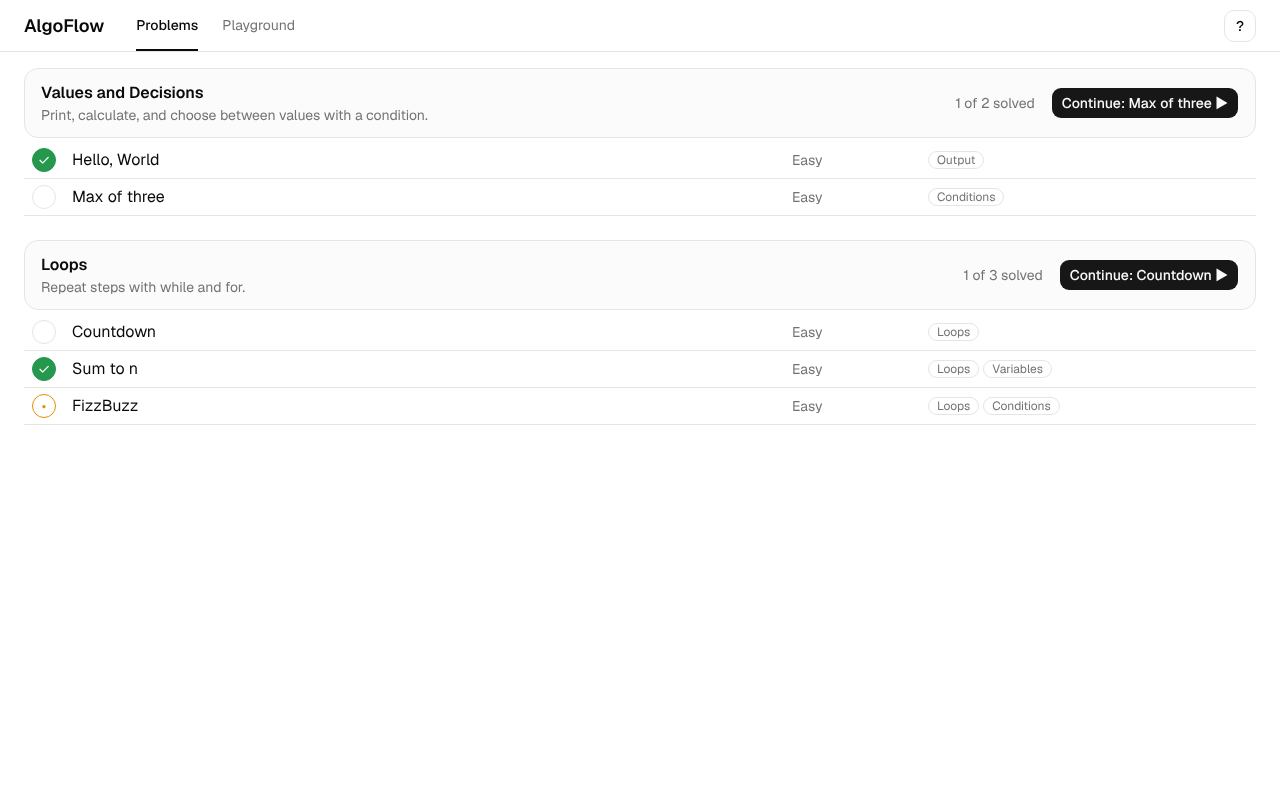 AlgoFlow Problems Playground ?
Values and Decisions
Print, calculate, and choose between values with a condition.
1 of 2 solved Continue: Max of three ▶
Hello, World Easy Output
Max of three Easy Conditions
Loops
Repeat steps with while and for.
1 of 3 solved Continue: Countdown ▶
Countdown Easy Loops
Sum to n Easy Loops Variables
FizzBuzz Easy Loops Conditions